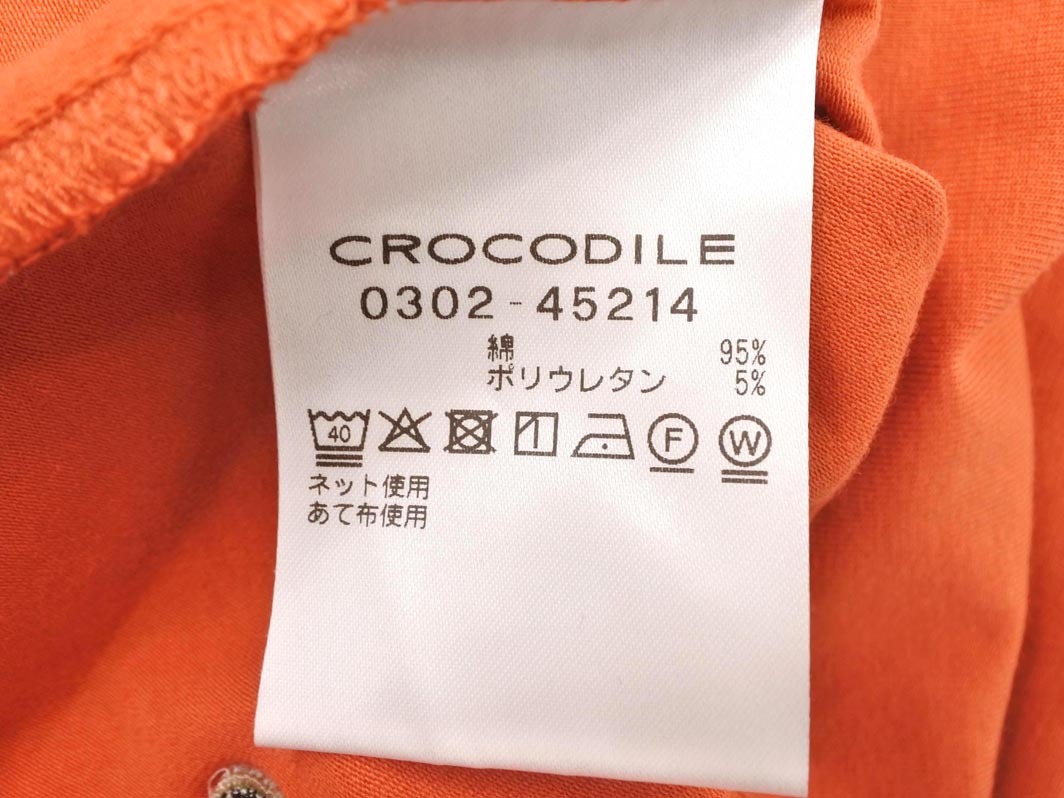 CROCODILE
0302-45214
綿 95%
ポリウレタン 5%
40 F W
ネット使用
あて布使用